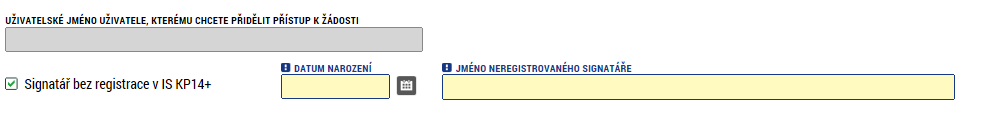 UŽIVATELSKÉ JMÉNO UŽIVATELE, KTERÉMU CHCETE PŘIDĚLIT PŘÍSTUP K ŽÁDOSTI
DATUM NAROZENÍ
JMÉNO NEREGISTROVANÉHO SIGNATÁŘE
Signatář bez registrace v IS KP14+